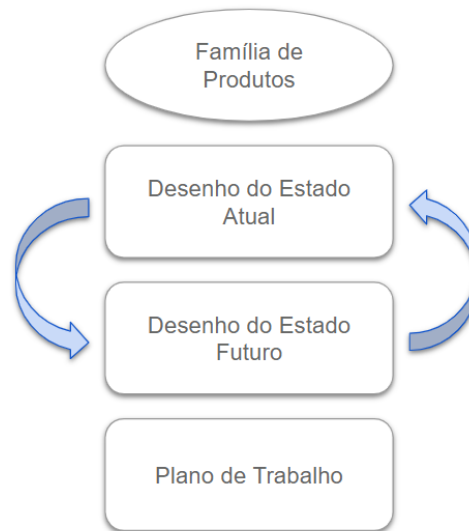 Família de
Produtos
Desenho do Estado
Atual
Desenho do Estado
Futuro
Plano de Trabalho